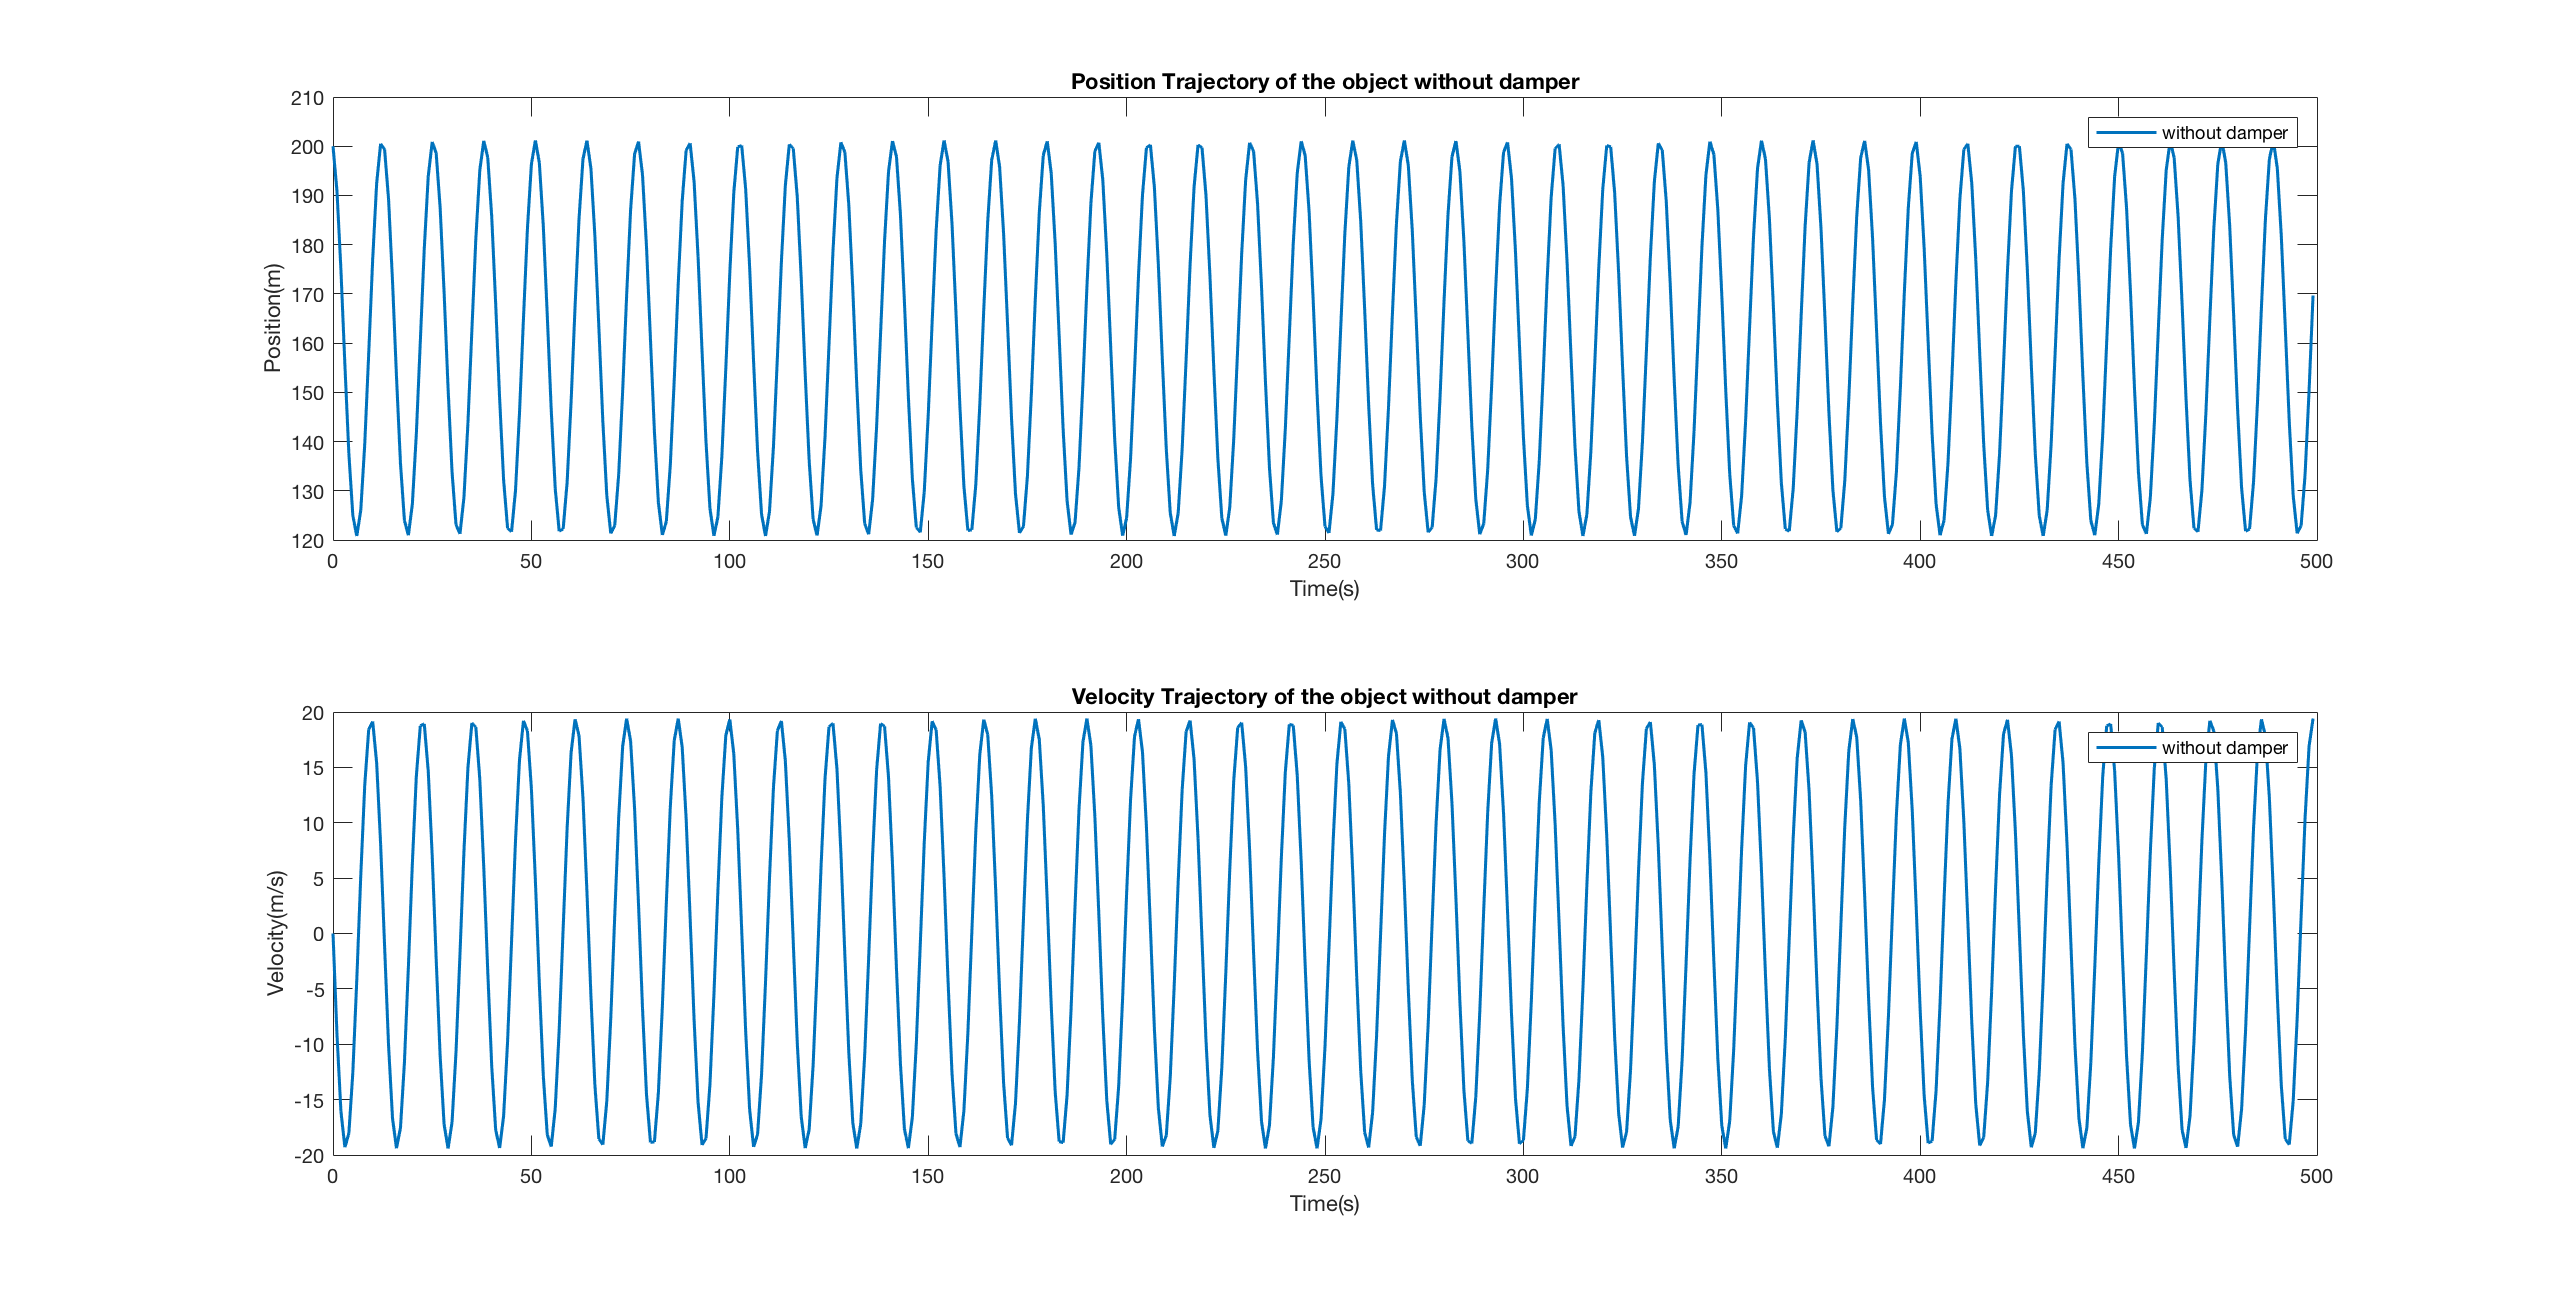 Position Trajectory of the object without damper
210
200
190
180
170
160
150
140
130
120
Position(m)
without damper
0 50 100 150 200 250 300 350 400 450 500
Time(s)
Velocity Trajectory of the object without damper
20
15
10
5
0
-5
-10
-15
-20
Velocity(m/s)
without damper
0 50 100 150 200 250 300 350 400 450 500
Time(s)